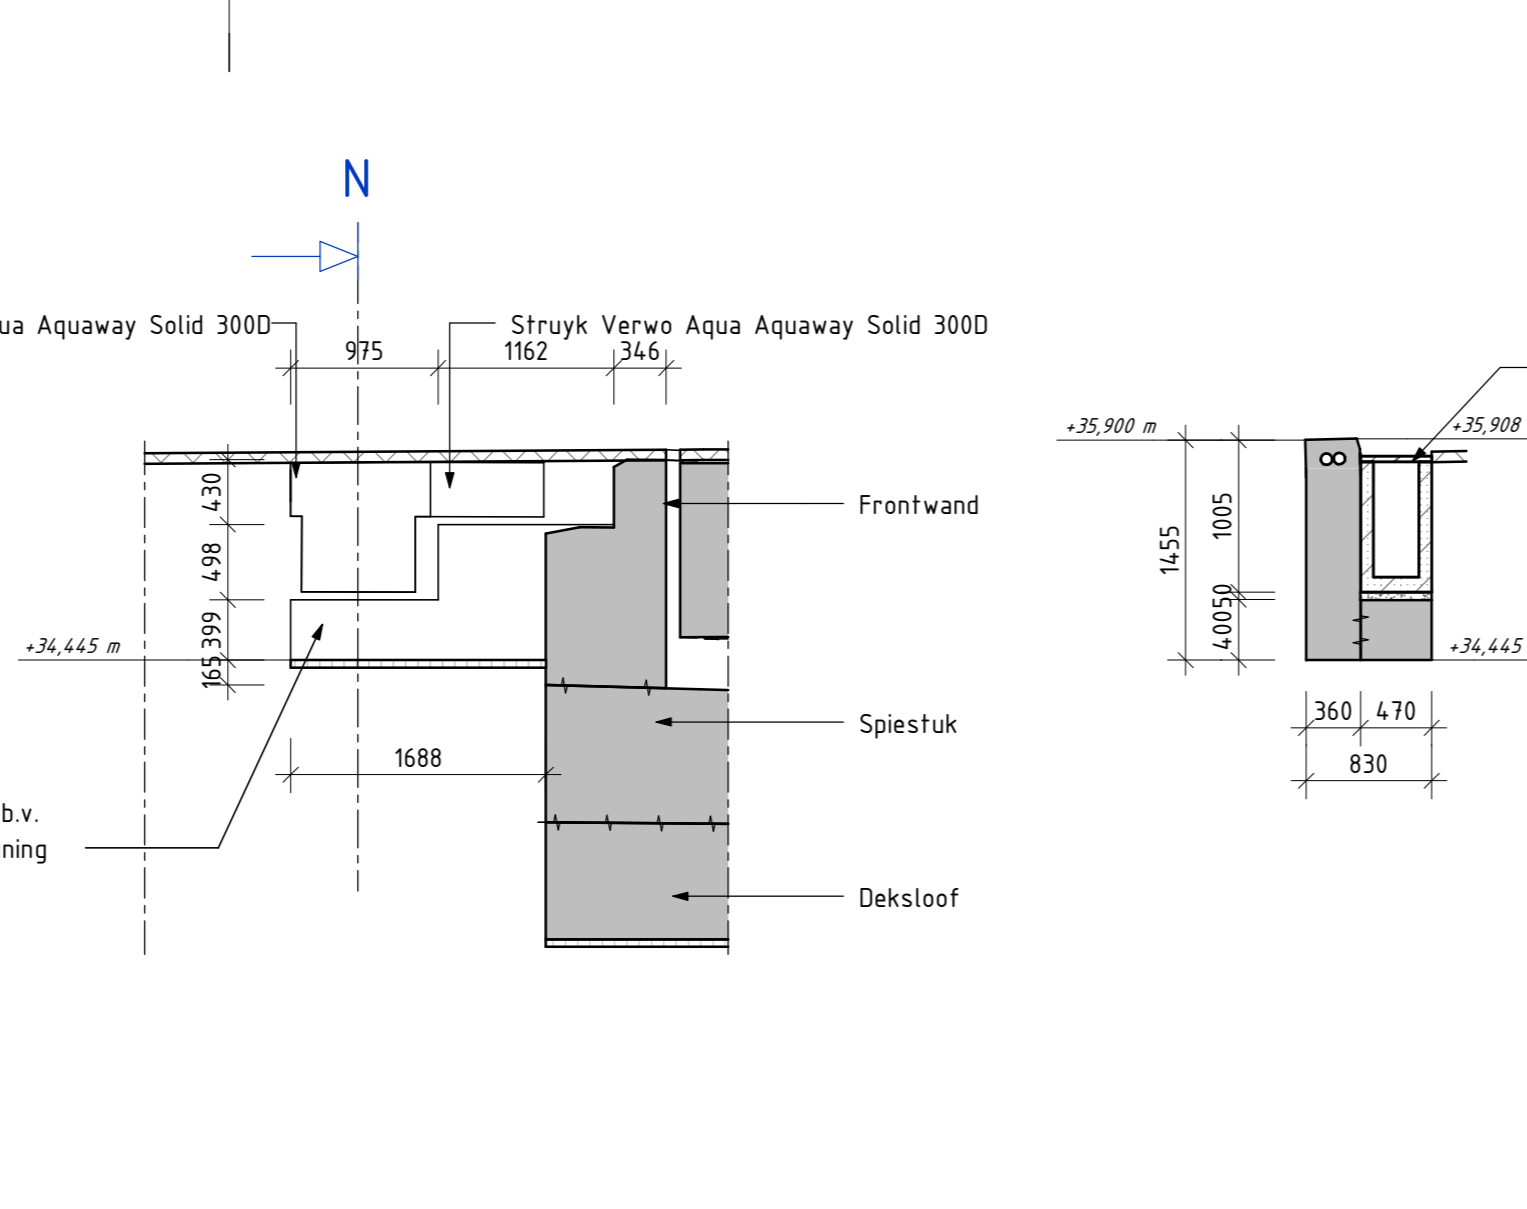 N
ua Aquaway Solid 300D
Struyk Verwo Aqua Aquaway Solid 300D
975
1162
346
+35,900 m
+35,908
430
Frontwand
1005
1455
498
50
399
400
+34,445 m
+34,445
165
360
470
Spiestuk
1688
830
b.v.
ning
Deksloof